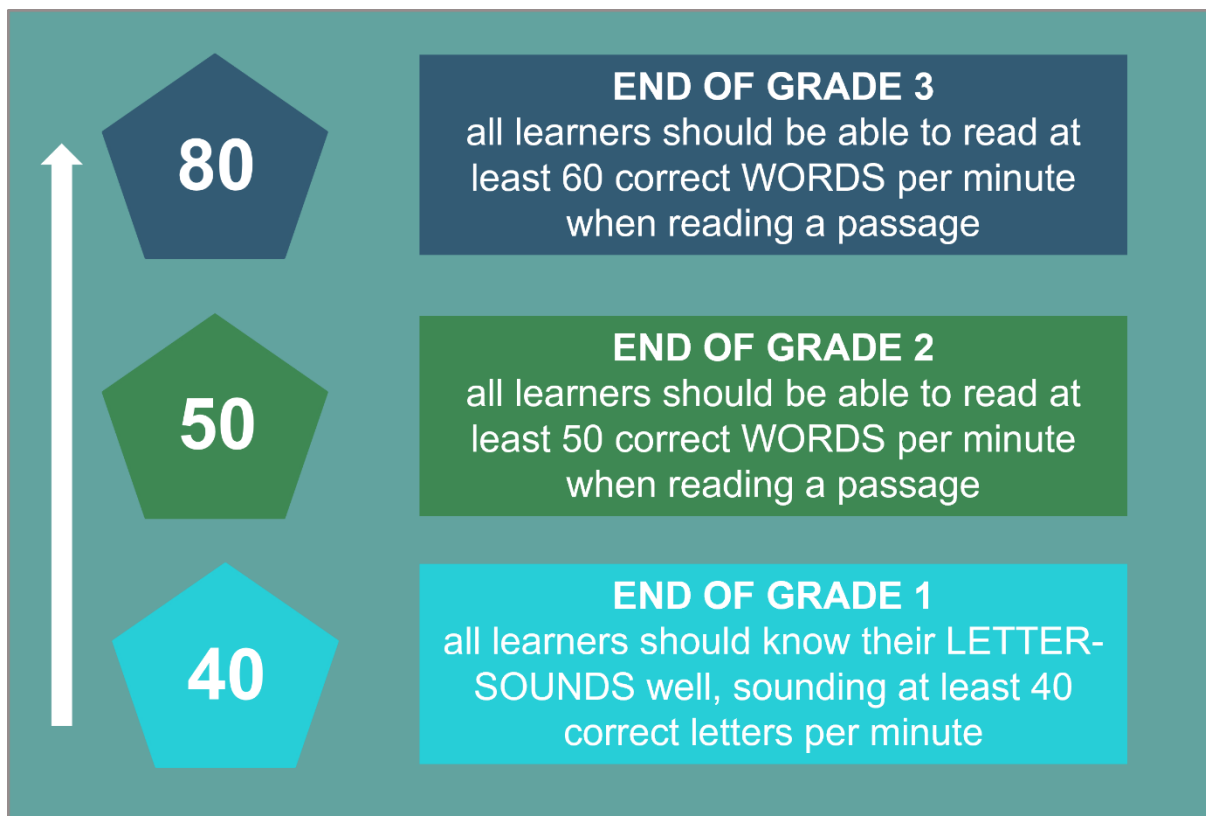 80
END OF GRADE 3
all learners should be able to read at
least 60 correct WORDS per minute
when reading a passage
50
END OF GRADE 2
all learners should be able to read at
least 50 correct WORDS per minute
when reading a passage
40
END OF GRADE 1
all learners should know their LETTER-
SOUNDS well, sounding at least 40
correct letters per minute